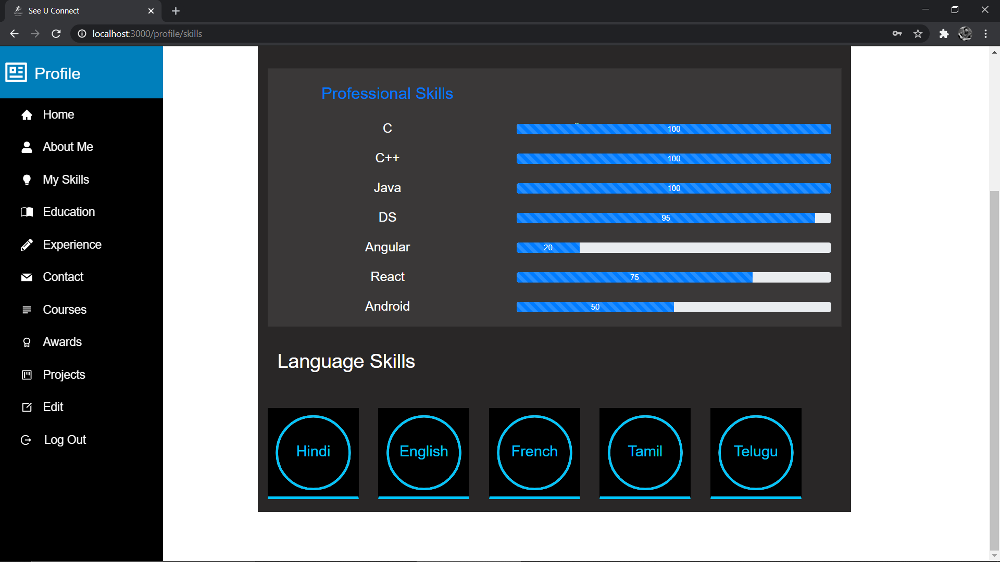 See U Connect
localhost:3000/profile/skills
Profile
Home
About Me
My Skills
Education
Experience
Contact
Courses
Awards
Projects
Edit
Log Out
Professional Skills
C 100
C++ 100
Java 100
DS 95
Angular 20
React 75
Android 50
Language Skills
Hindi English French Tamil Telugu